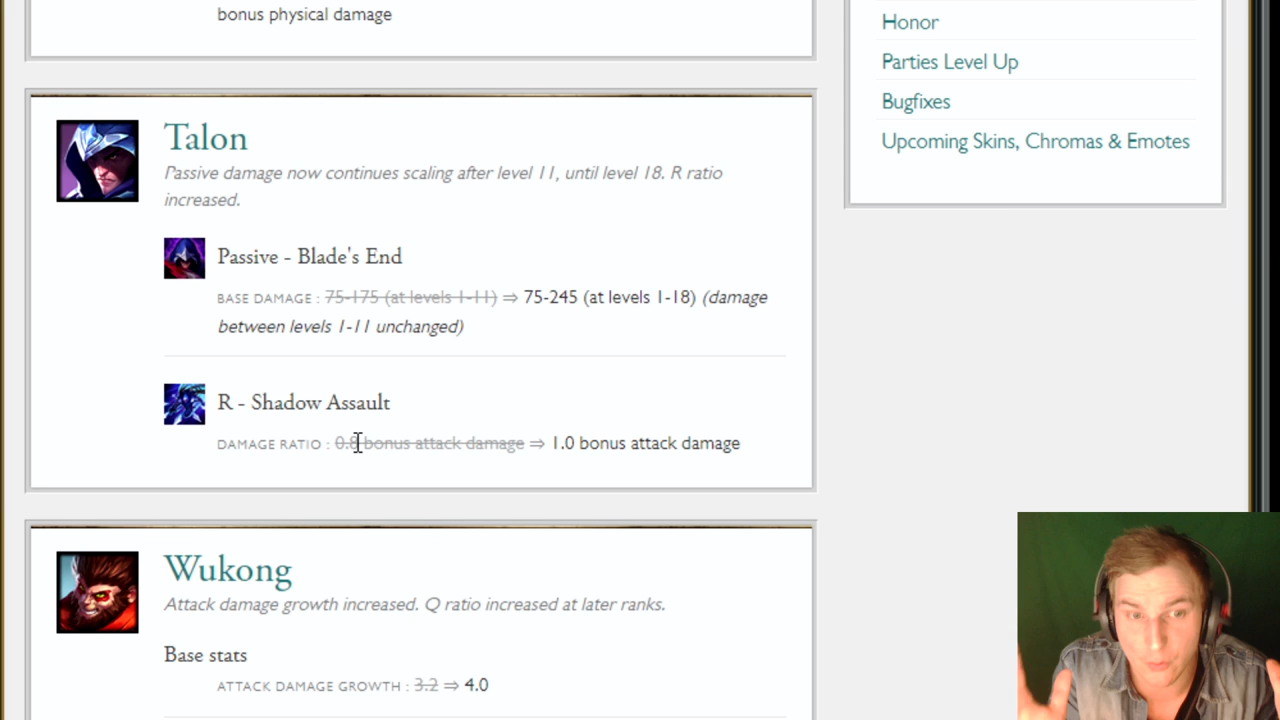 bonus physical damage
Honor
Parties Level Up
Bugfixes
Upcoming Skins, Chromas & Emotes
Talon
Passive damage now continues scaling after level 11, until level 18. R ratio
increased.
Passive - Blade's End
BASE DAMAGE : 75-175 (at levels 1-11) ⇒ 75-245 (at levels 1-18) (damage
between levels 1-11 unchanged)
R - Shadow Assault
DAMAGE RATIO : 0.8 bonus attack damage ⇒ 1.0 bonus attack damage
Wukong
Attack damage growth increased. Q ratio increased at later ranks.
Base stats
ATTACK DAMAGE GROWTH : 3.2 ⇒ 4.0